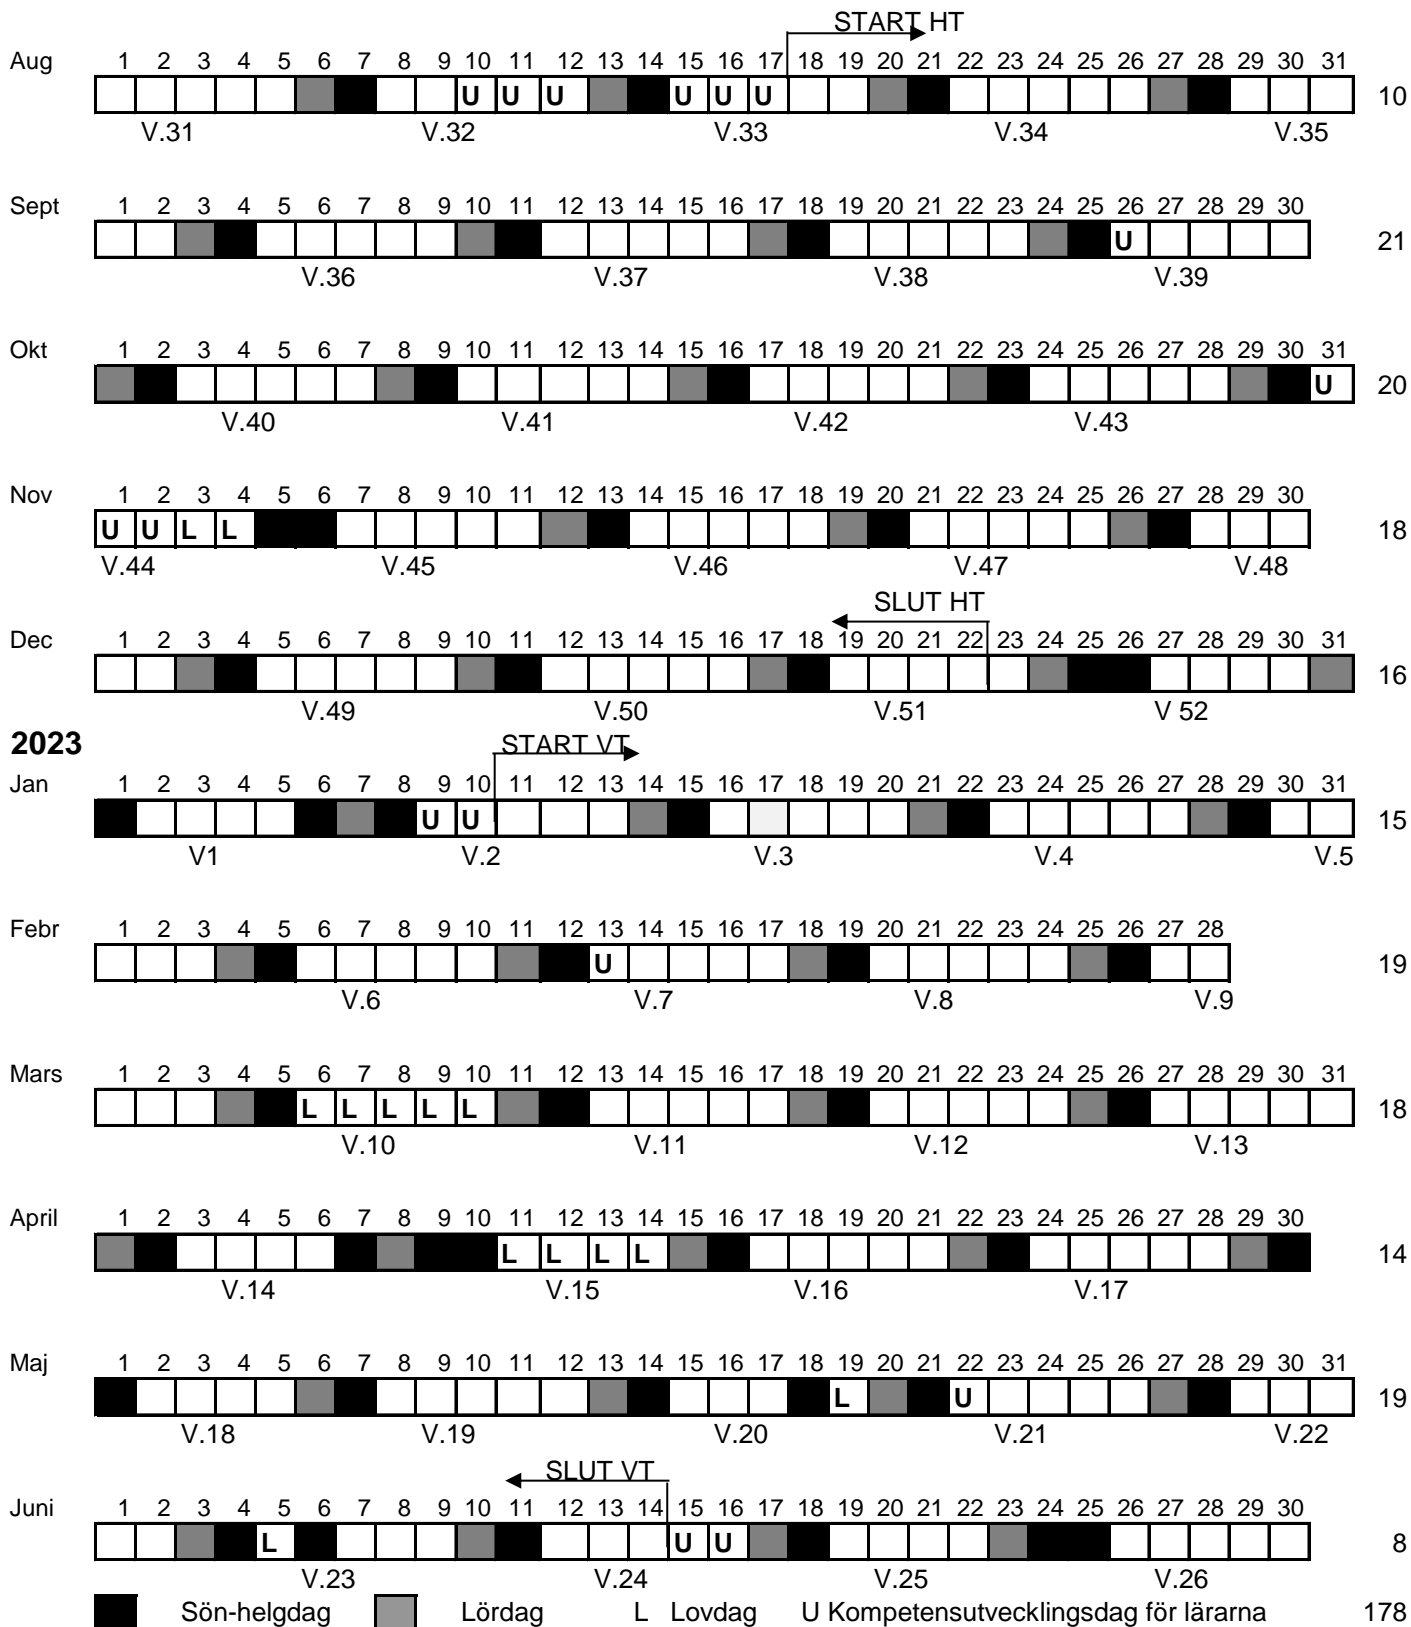 START HT
Aug 1 2 3 4 5 6 7 8 9 10 11 12 13 14 15 16 17 18 19 20 21 22 23 24 25 26 27 28 29 30 31
U U U U U U 10
V.31 V.32 V.33 V.34 V.35
Sept 1 2 3 4 5 6 7 8 9 10 11 12 13 14 15 16 17 18 19 20 21 22 23 24 25 26 27 28 29 30
U 21
V.36 V.37 V.38 V.39
Okt 1 2 3 4 5 6 7 8 9 10 11 12 13 14 15 16 17 18 19 20 21 22 23 24 25 26 27 28 29 30 31
U 20
V.40 V.41 V.42 V.43
Nov 1 2 3 4 5 6 7 8 9 10 11 12 13 14 15 16 17 18 19 20 21 22 23 24 25 26 27 28 29 30
U U L L 18
V.44 V.45 V.46 V.47 V.48
SLUT HT
Dec 1 2 3 4 5 6 7 8 9 10 11 12 13 14 15 16 17 18 19 20 21 22 23 24 25 26 27 28 29 30 31
16
V.49 V.50 V.51 V 52
2023 START VT
Jan 1 2 3 4 5 6 7 8 9 10 11 12 13 14 15 16 17 18 19 20 21 22 23 24 25 26 27 28 29 30 31
U U 15
V1 V.2 V.3 V.4 V.5
Febr 1 2 3 4 5 6 7 8 9 10 11 12 13 14 15 16 17 18 19 20 21 22 23 24 25 26 27 28
U 19
V.6 V.7 V.8 V.9
Mars 1 2 3 4 5 6 7 8 9 10 11 12 13 14 15 16 17 18 19 20 21 22 23 24 25 26 27 28 29 30 31
L L L L L 18
V.10 V.11 V.12 V.13
April 1 2 3 4 5 6 7 8 9 10 11 12 13 14 15 16 17 18 19 20 21 22 23 24 25 26 27 28 29 30
L L L L 14
V.14 V.15 V.16 V.17
Maj 1 2 3 4 5 6 7 8 9 10 11 12 13 14 15 16 17 18 19 20 21 22 23 24 25 26 27 28 29 30 31
L U 19
V.18 V.19 V.20 V.21 V.22
SLUT VT
Juni 1 2 3 4 5 6 7 8 9 10 11 12 13 14 15 16 17 18 19 20 21 22 23 24 25 26 27 28 29 30
L U U 8
V.23 V.24 V.25 V.26
Sön-helgdag Lördag L Lovdag U Kompetensutvecklingsdag för lärarna 178